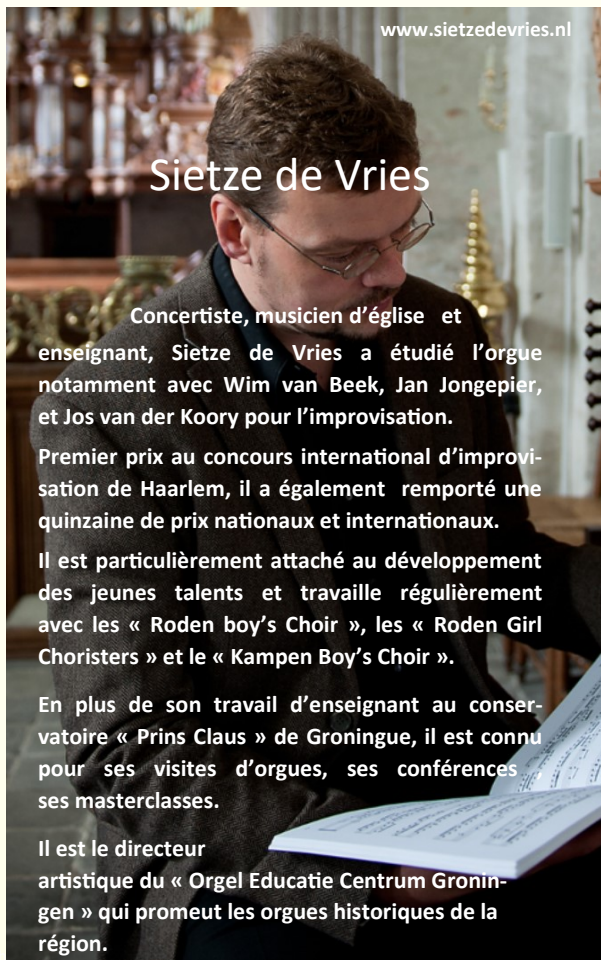 www.sietzedevries.nl
Sietze de Vries
Concertiste, musicien d’église et
enseignant, Sietze de Vries a étudié l’orgue
notamment avec Wim van Beek, Jan Jongepier,
et Jos van der Koory pour l’improvisation.
Premier prix au concours international d’improvi-
sation de Haarlem, il a également remporté une
quinzaine de prix nationaux et internationaux.
Il est particulièrement attaché au développement
des jeunes talents et travaille régulièrement
avec les « Roden boy’s Choir », les « Roden Girl
Choristers » et le « Kampen Boy’s Choir ».
En plus de son travail d’enseignant au conser-
vatoire « Prins Claus » de Groningue, il est connu
pour ses visites d’orgues, ses conférences ,
ses masterclasses.
Il est le directeur
artistique du « Orgel Educatie Centrum Gronin-
gen » qui promeut les orgues historiques de la
région.